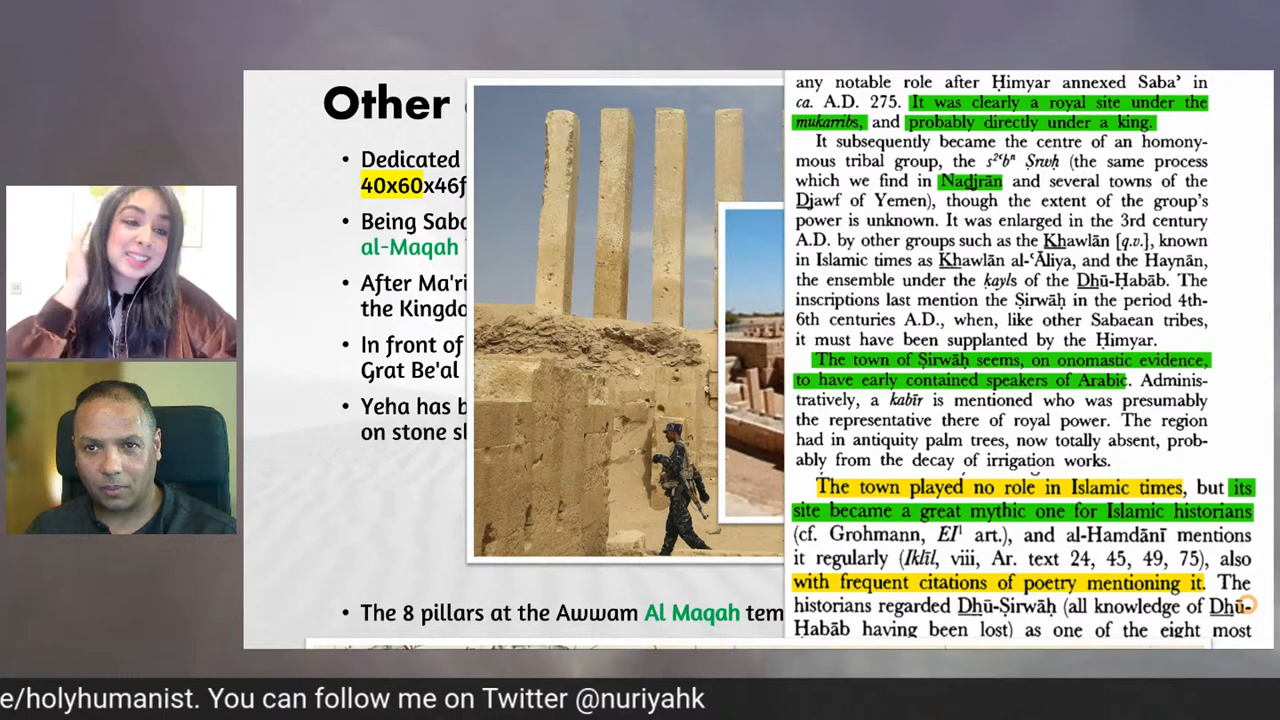 Other
• Dedicated
40x60x46f
• Being Saba
al-Maqah
• After Ma'ri
the Kingdo
• In front of
Grat Be'al
• Yeha has b
on stone sl
• The 8 pillars at the Awwam Al Maqah tem
any notable role after Ḥimyar annexed Sabaʾ in
ca. A.D. 275. It was clearly a royal site under the
mukarribs, and probably directly under a king.
It subsequently became the centre of an homony-
mous tribal group, the s²ʿbⁿ Ṣrwḥ (the same process
which we find in Nadjrān and several towns of the
Djawf of Yemen), though the extent of the group's
power is unknown. It was enlarged in the 3rd century
A.D. by other groups such as the Khawlān [q.v.], known
in Islamic times as Khawlān al-ʿĀliya, and the Haynān,
the ensemble under the ḳayls of the Dhū-Ḥabāb. The
inscriptions last mention the Ṣirwāḥ in the period 4th-
6th centuries A.D., when, like other Sabaean tribes,
it must have been supplanted by the Ḥimyar.
The town of Ṣirwāḥ seems, on onomastic evidence,
to have early contained speakers of Arabic. Adminis-
tratively, a kabīr is mentioned who was presumably
the representative there of royal power. The region
had in antiquity palm trees, now totally absent, prob-
ably from the decay of irrigation works.
The town played no role in Islamic times, but its
site became a great mythic one for Islamic historians
(cf. Grohmann, EI¹ art.), and al-Hamdānī mentions
it regularly (Iklīl, viii, Ar. text 24, 45, 49, 75), also
with frequent citations of poetry mentioning it. The
historians regarded Dhū-Ṣirwāḥ (all knowledge of Dhū-
Ḥabāb having been lost) as one of the eight most
e/holyhumanist. You can follow me on Twitter @nuriyahk